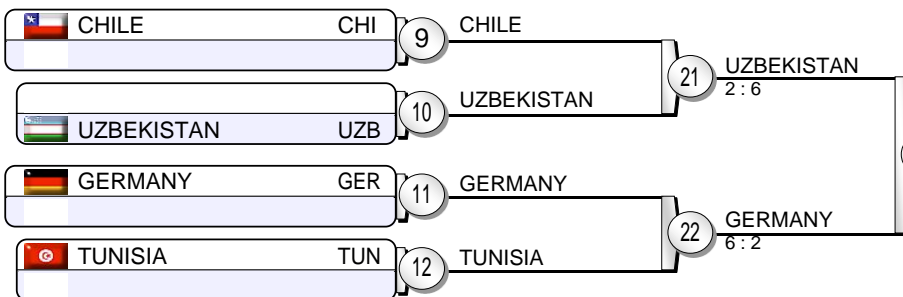 CHILE CHI
9
CHILE
21
UZBEKISTAN
2 : 6
10
UZBEKISTAN
UZBEKISTAN UZB
GERMANY GER
11
GERMANY
22
GERMANY
6 : 2
TUNISIA TUN
12
TUNISIA